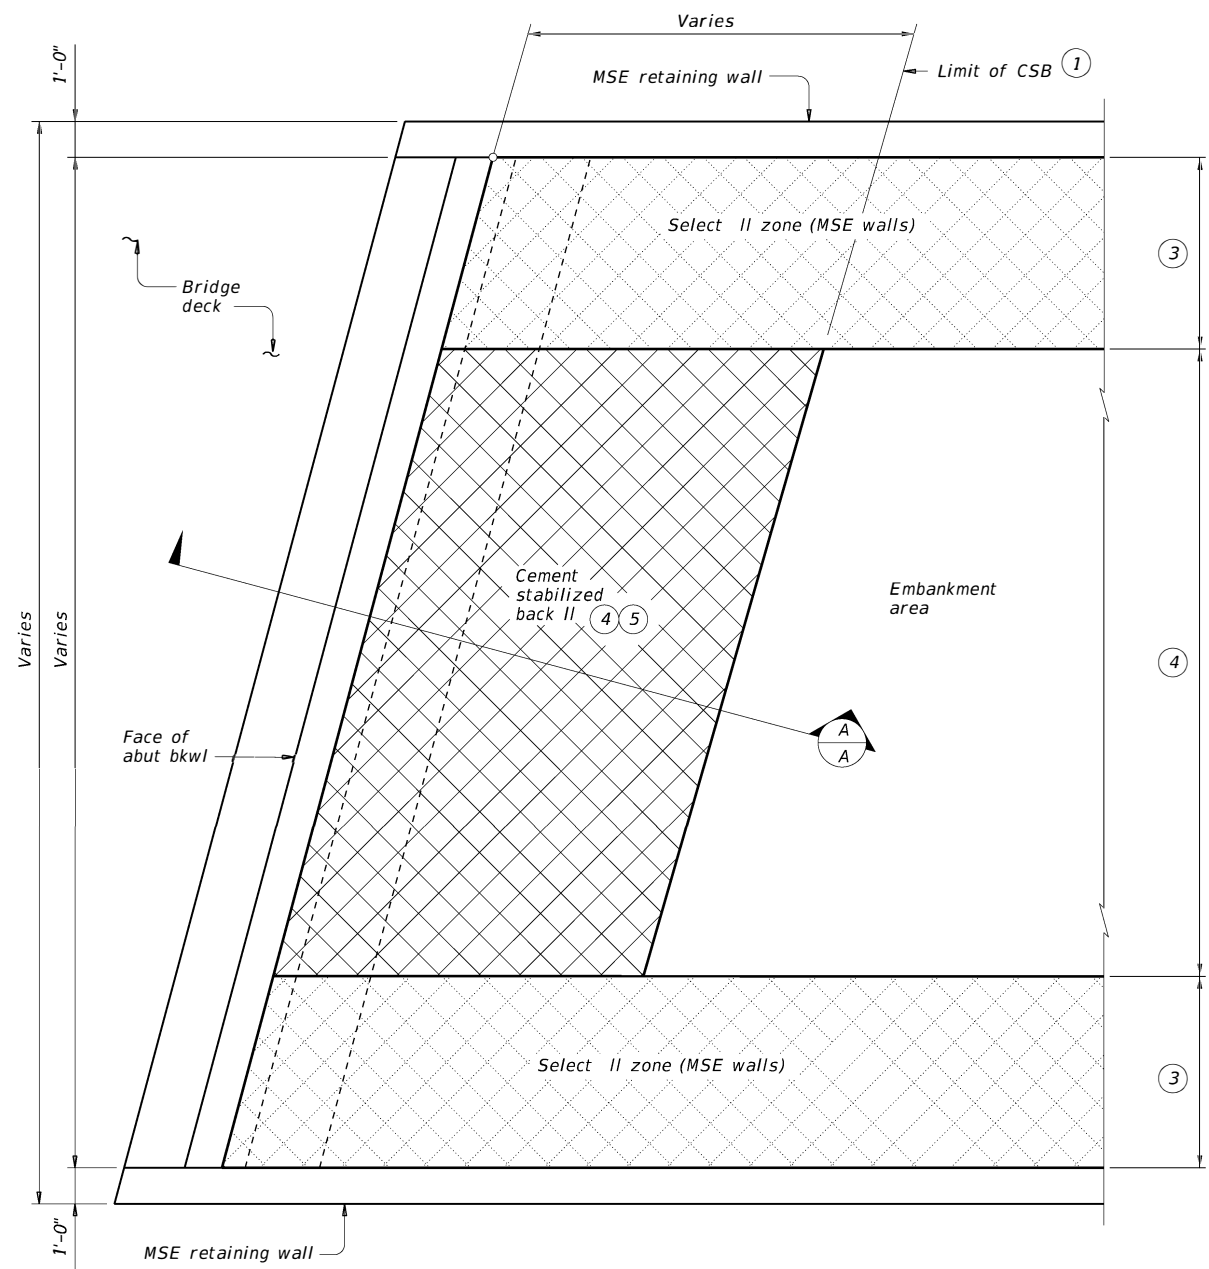 Varies
1'-0"
MSE retaining wall
Limit of CSB 1
Select ll zone (MSE walls)
3
Bridge
deck
Cement
stabilized
back ll 4 5
Embankment
area
Varies
Varies
4
Face of
abut bkwl
A
A
Select ll zone (MSE walls)
3
1'-0"
MSE retaining wall